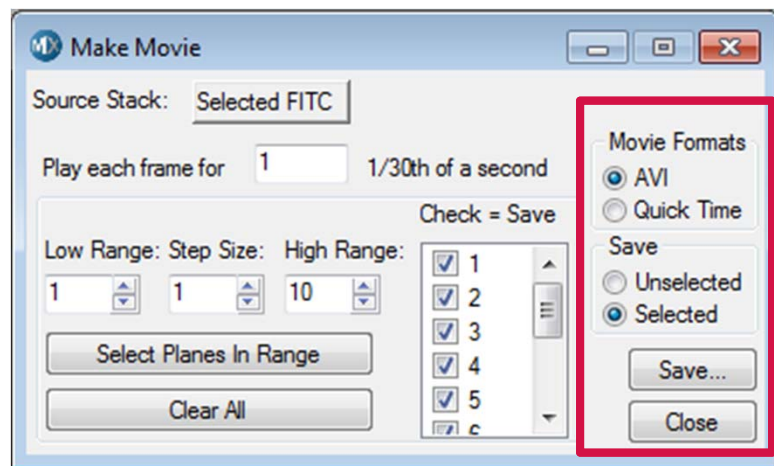 MX Make Movie
Source Stack: Selected FITC
Play each frame for 1 1/30th of a second
Check = Save
Low Range: Step Size: High Range:
1 1 10
Select Planes In Range
Clear All
1
2
3
4
5
Movie Formats
AVI
Quick Time
Save
Unselected
Selected
Save...
Close